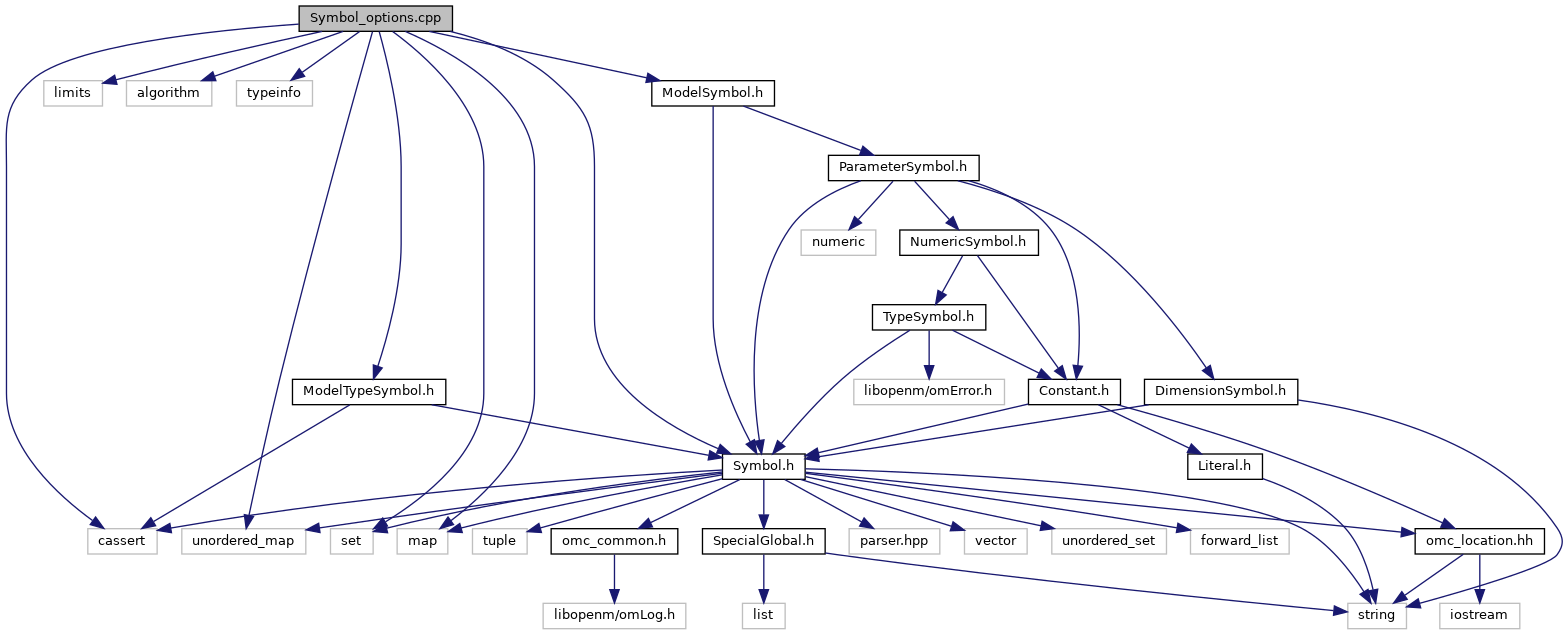 Symbol_options.cpp
limits
algorithm
typeinfo
ModelSymbol.h
ParameterSymbol.h
numeric
NumericSymbol.h
TypeSymbol.h
ModelTypeSymbol.h
libopenm/omError.h
Constant.h
DimensionSymbol.h
Symbol.h
Literal.h
cassert
unordered_map
set
map
tuple
omc_common.h
SpecialGlobal.h
parser.hpp
vector
unordered_set
forward_list
omc_location.hh
libopenm/omLog.h
list
string
iostream